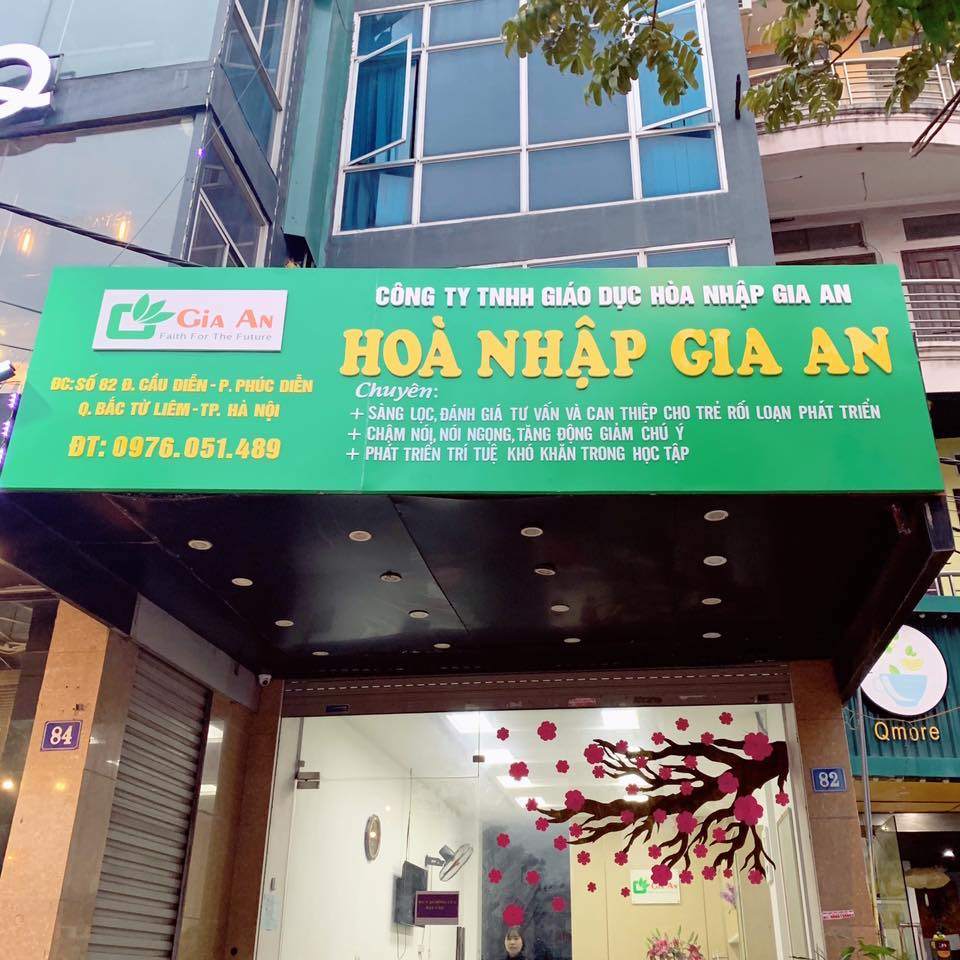 Q
Gia An
Faith For The Future
ĐC: SỐ 82 Đ. CẦU DIỄN - P. PHÚC DIỄN
Q. BẮC TỪ LIÊM - TP. HÀ NỘI
ĐT: 0976.051.489
CÔNG TY TNHH GIÁO DỤC HÒA NHẬP GIA AN
HOÀ NHẬP GIA AN
Chuyên:
+ SÀNG LỌC, ĐÁNH GIÁ TƯ VẤN VÀ CAN THIỆP CHO TRẺ RỐI LOẠN PHÁT TRIỂN
+ CHẬM NÓI, NÓI NGỌNG, TĂNG ĐỘNG GIẢM CHÚ Ý
+ PHÁT TRIỂN TRÍ TUỆ KHÓ KHĂN TRONG HỌC TẬP
84
82
Qmore
Gia An